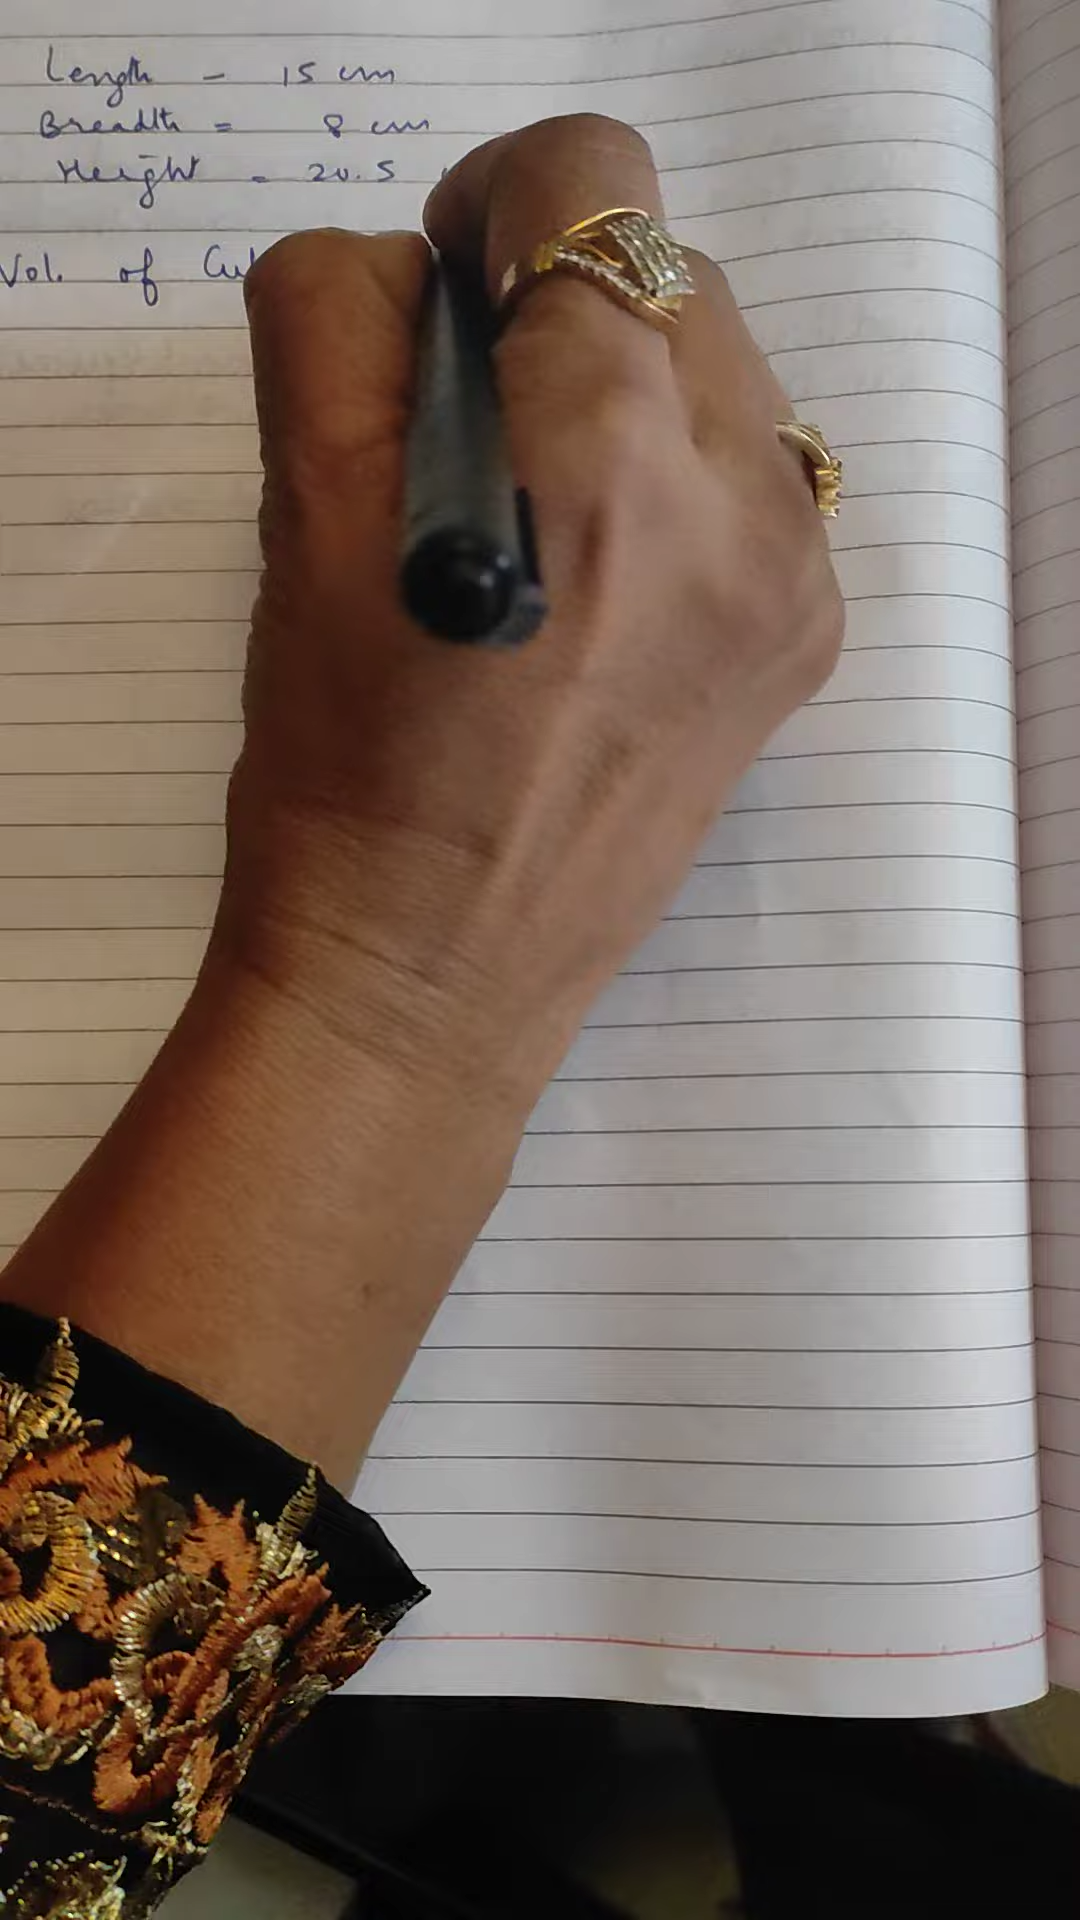 Length - 15 cm
Breadth = 8 cm
Height = 20.5
Vol. of